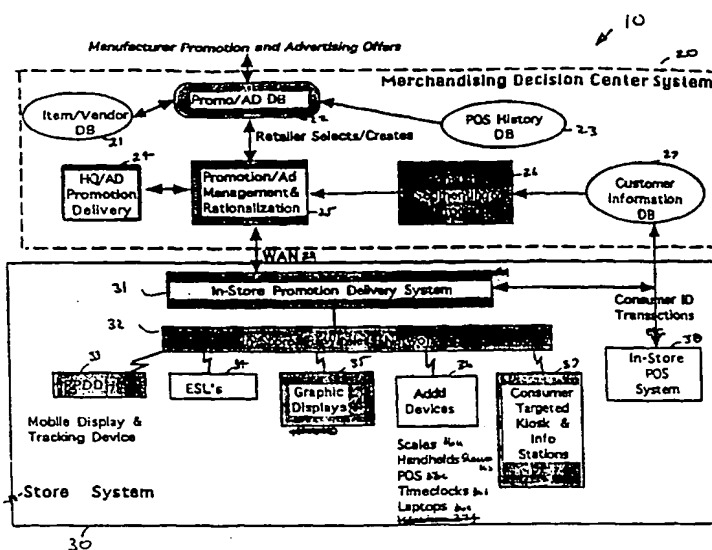 10
Manufacturer Promotion and Advertising Offers
20
Merchandising Decision Center System
Item/Vendor
DB
21
Promo/AD DB
22
POS History
DB
23
Retailer Selects/Creates
24
HQ/AD
Promotion
Delivery
Promotion/Ad
Management &
Rationalization
25
26
27
Customer
Information
DB
WAN 29
31
In-Store Promotion Delivery System
Consumer ID
Transactions
32
33
34
ESL's
35
Graphic
Displays
36
Addd
Devices
37
Consumer
Targeted
Kiosk &
Info
Stations
38
In-Store
POS
System
Mobile Display &
Tracking Device
Scales
Handhelds
POS
Timeclocks
Laptops
Store System
30